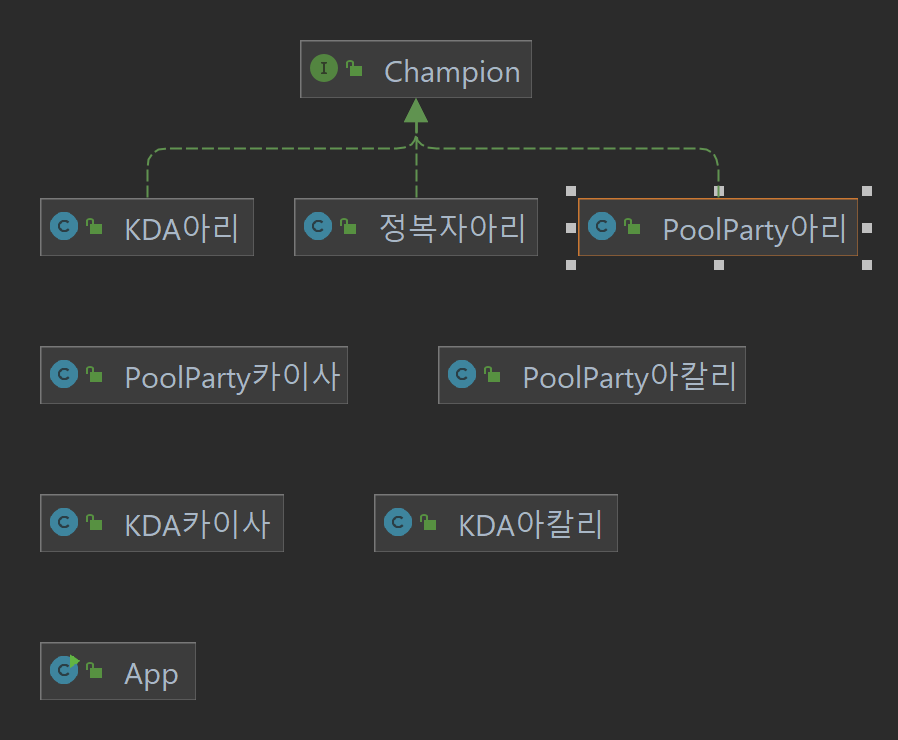 I Champion
C KDA아리
C 정복자아리
C PoolParty아리
C PoolParty카이사
C PoolParty아칼리
C KDA카이사
C KDA아칼리
C App